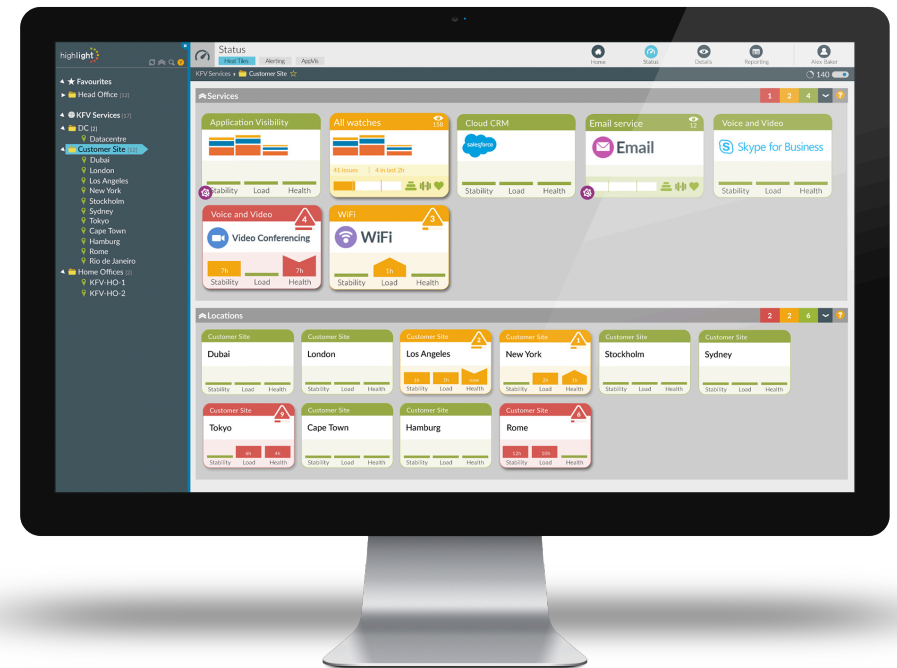 highlight
Status
Heat Tiles Alerting AppVis
Home Status Details Reporting Alex Baker
KFV Services Customer Site
140
Favourites
Head Office [12]
KFV Services [17]
DC [2]
Datacentre
Customer Site [12]
Dubai
London
Los Angeles
New York
Stockholm
Sydney
Tokyo
Cape Town
Hamburg
Rome
Rio de Janeiro
Home Offices [2]
KFV-HO-1
KFV-HO-2
Services
1 2 4 ?
Application Visibility
Stability Load Health
All watches 158
41 issues 4 in last 2h
Cloud CRM
salesforce
Stability Load Health
Email service 12
Email
Voice and Video
Skype for Business
Stability Load Health
Voice and Video 4
Video Conferencing
7h 7h
Stability Load Health
WiFi 3
WiFi
1h
Stability Load Health
Locations
2 2 6 ?
Customer Site
Dubai
Stability Load Health
Customer Site
London
Stability Load Health
Customer Site 2
Los Angeles
1h
Stability Load Health
Customer Site 1
New York
2h 1h
Stability Load Health
Customer Site
Stockholm
Stability Load Health
Customer Site
Sydney
Stability Load Health
Customer Site 9
Tokyo
6h 4h
Stability Load Health
Customer Site
Cape Town
Stability Load Health
Customer Site
Hamburg
Stability Load Health
Customer Site 6
Rome
12h 10h
Stability Load Health